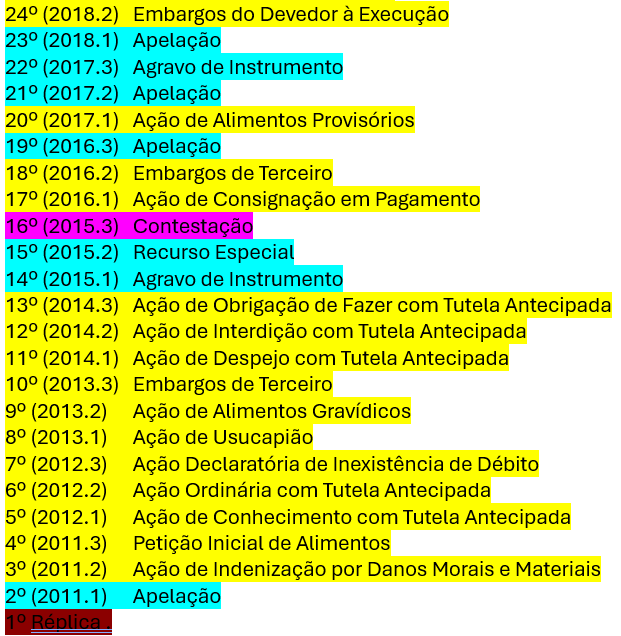 24º (2018.2) Embargos do Devedor à Execução
23º (2018.1) Apelação
22º (2017.3) Agravo de Instrumento
21º (2017.2) Apelação
20º (2017.1) Ação de Alimentos Provisórios
19º (2016.3) Apelação
18º (2016.2) Embargos de Terceiro
17º (2016.1) Ação de Consignação em Pagamento
16º (2015.3) Contestação
15º (2015.2) Recurso Especial
14º (2015.1) Agravo de Instrumento
13º (2014.3) Ação de Obrigação de Fazer com Tutela Antecipada
12º (2014.2) Ação de Interdição com Tutela Antecipada
11º (2014.1) Ação de Despejo com Tutela Antecipada
10º (2013.3) Embargos de Terceiro
9º (2013.2) Ação de Alimentos Gravídicos
8º (2013.1) Ação de Usucapião
7º (2012.3) Ação Declaratória de Inexistência de Débito
6º (2012.2) Ação Ordinária com Tutela Antecipada
5º (2012.1) Ação de Conhecimento com Tutela Antecipada
4º (2011.3) Petição Inicial de Alimentos
3º (2011.2) Ação de Indenização por Danos Morais e Materiais
2º (2011.1) Apelação
1º Réplica .